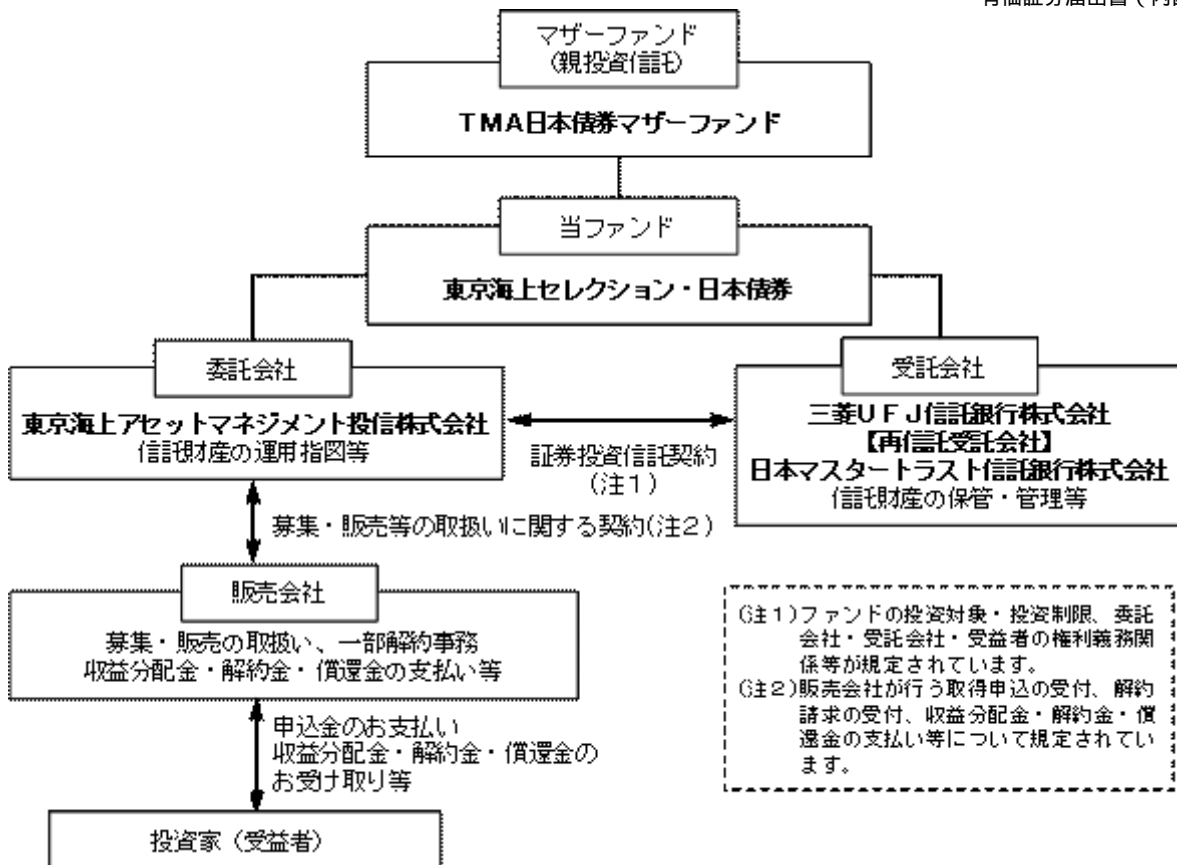 マザーファンド
(親投資信託)
TMA日本債券マザーファンド
当ファンド
東京海上セレクション・日本債券
委託会社
東京海上アセットマネジメント投信株式会社
信託財産の運用指図等
証券投資信託契約
(注1)
受託会社
三菱UFJ信託銀行株式会社
【再信託受託会社】
日本マスタートラスト信託銀行株式会社
信託財産の保管・管理等
募集・販売等の取扱いに関する契約(注2)
販売会社
募集・販売の取扱い、一部解約事務
収益分配金・解約金・償還金の支払い等
申込金のお支払い
収益分配金・解約金・償還金の
お受け取り等
投資家(受益者)
(注1)ファンドの投資対象・投資制限、委託
会社・受託会社・受益者の権利義務関
係等が規定されています。
(注2)販売会社が行う取得申込の受付、解約
請求の受付、収益分配金・解約金・償
還金の支払い等について規定されてい
ます。